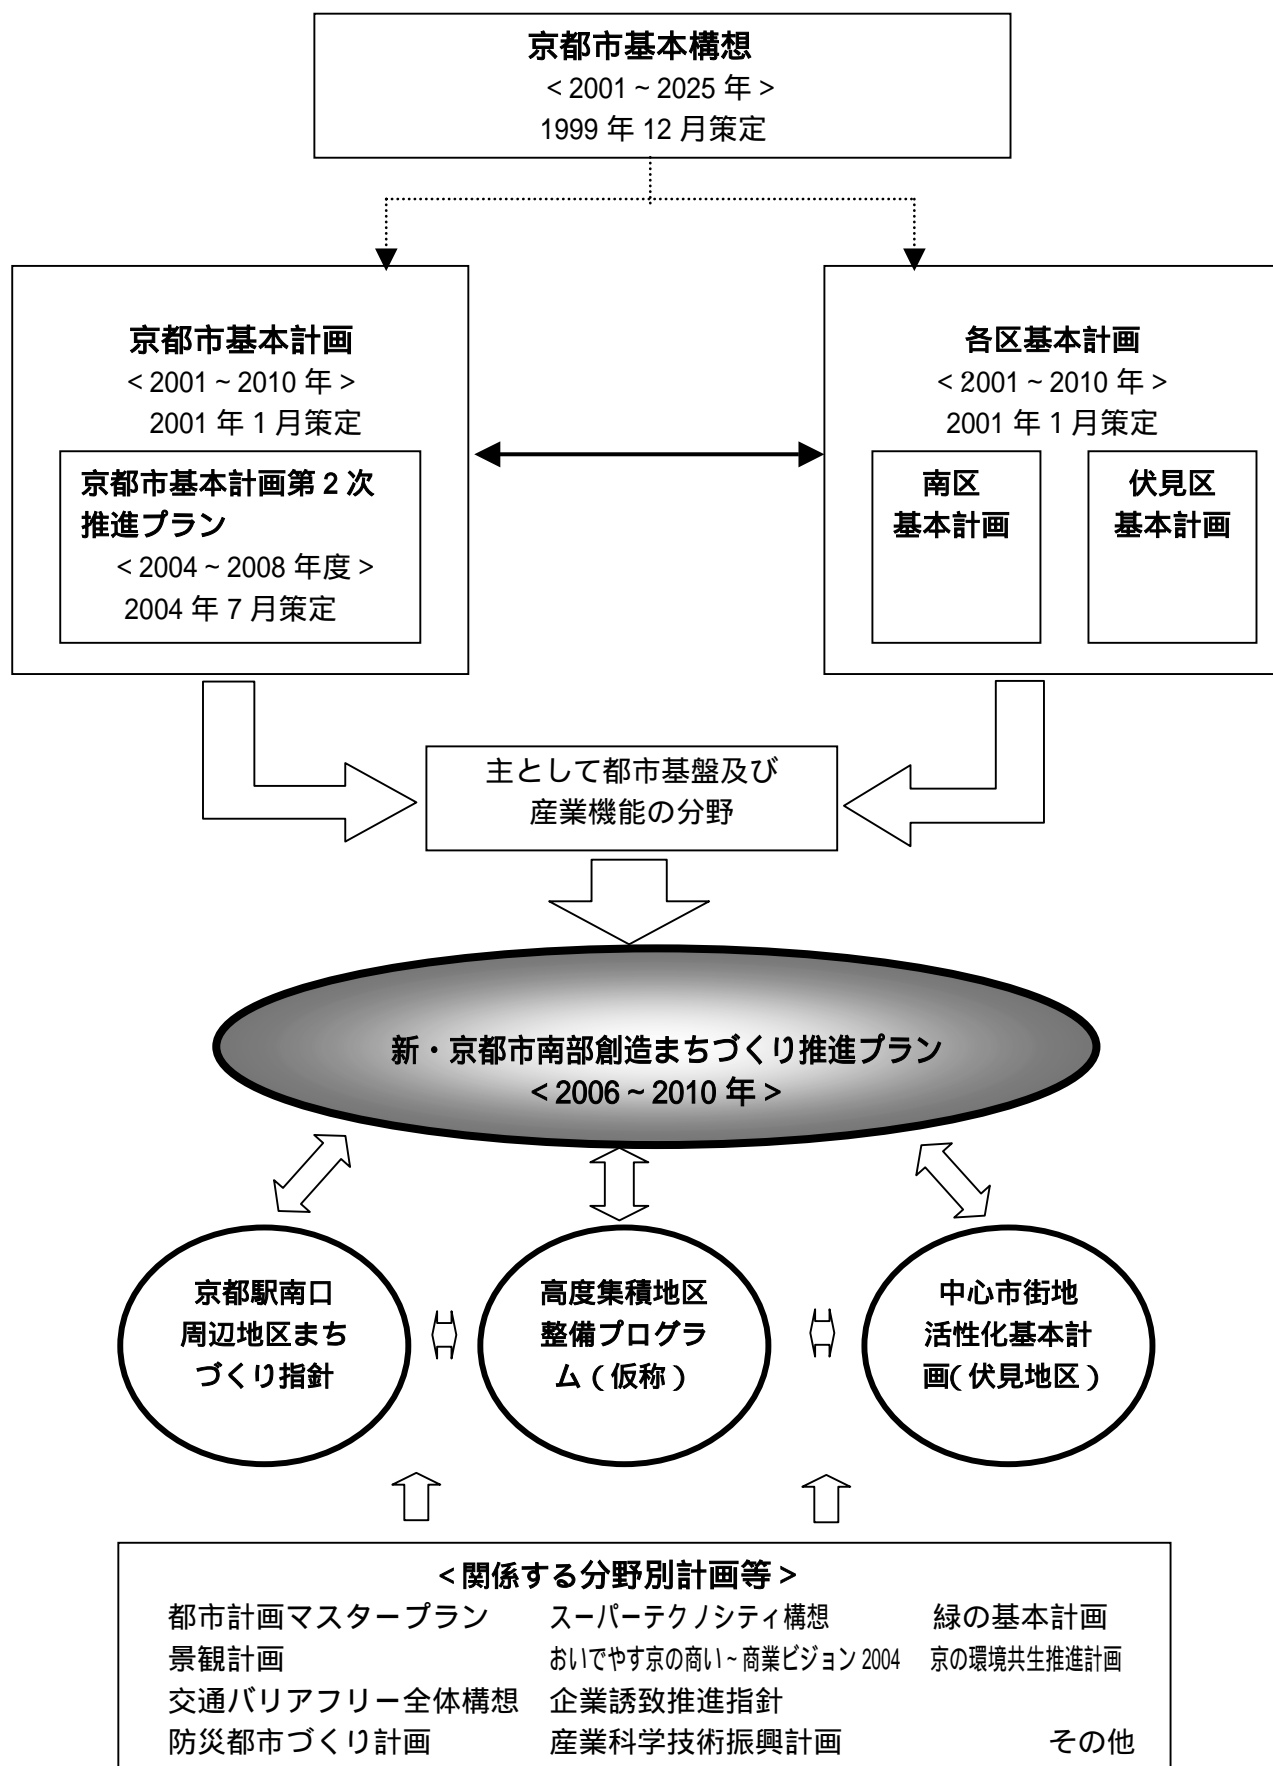 京都市基本構想
＜2001～2025 年＞
1999 年 12 月策定
京都市基本計画
＜2001～2010 年＞
2001 年 1 月策定
京都市基本計画第 2 次
推進プラン
＜2004～2008 年度＞
2004 年 7 月策定
各区基本計画
＜2001～2010 年＞
2001 年 1 月策定
南区
基本計画
伏見区
基本計画
主として都市基盤及び
産業機能の分野
新・京都市南部創造まちづくり推進プラン
＜2006～2010 年＞
京都駅南口
周辺地区まち
づくり指針
高度集積地区
整備プログラ
ム（仮称）
中心市街地
活性化基本計
画（伏見地区）
＜関係する分野別計画等＞
都市計画マスタープラン スーパーテクノシティ構想 緑の基本計画
景観計画 おいでやす京の商い～商業ビジョン 2004 京の環境共生推進計画
交通バリアフリー全体構想 企業誘致推進指針
防災都市づくり計画 産業科学技術振興計画 その他